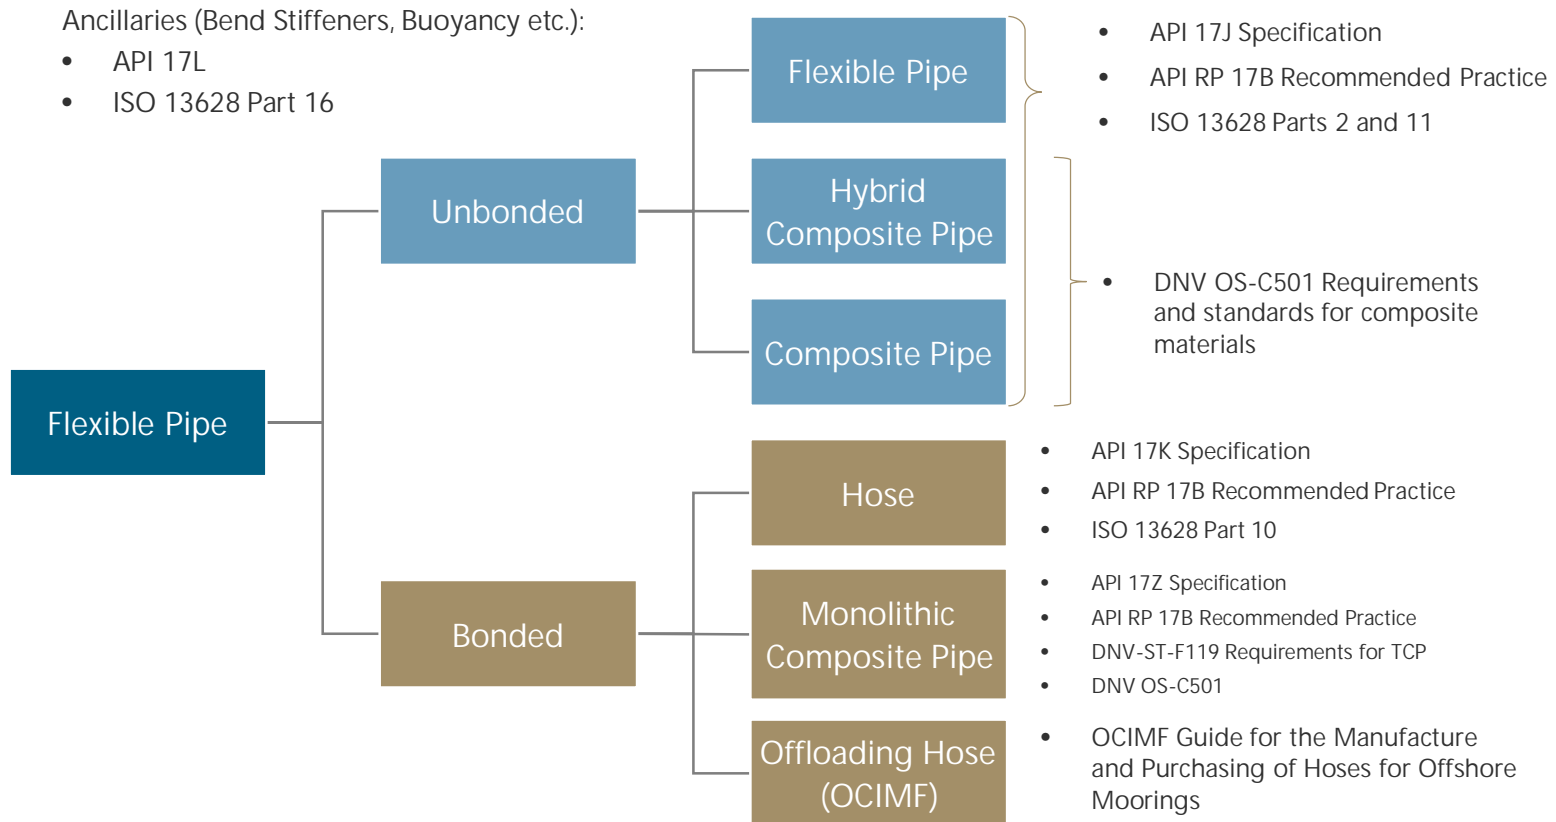 Ancillaries (Bend Stiffeners, Buoyancy etc.):
• API 17L
• ISO 13628 Part 16
Flexible Pipe
• API 17J Specification
• API RP 17B Recommended Practice
• ISO 13628 Parts 2 and 11
Unbonded
Hybrid
Composite Pipe
Composite Pipe
• DNV OS-C501 Requirements
and standards for composite
materials
Flexible Pipe
Bonded
Hose
• API 17K Specification
• API RP 17B Recommended Practice
• ISO 13628 Part 10
Monolithic
Composite Pipe
• API 17Z Specification
• API RP 17B Recommended Practice
• DNV-ST-F119 Requirements for TCP
• DNV OS-C501
Offloading Hose
(OCIMF)
• OCIMF Guide for the Manufacture
and Purchasing of Hoses for Offshore
Moorings